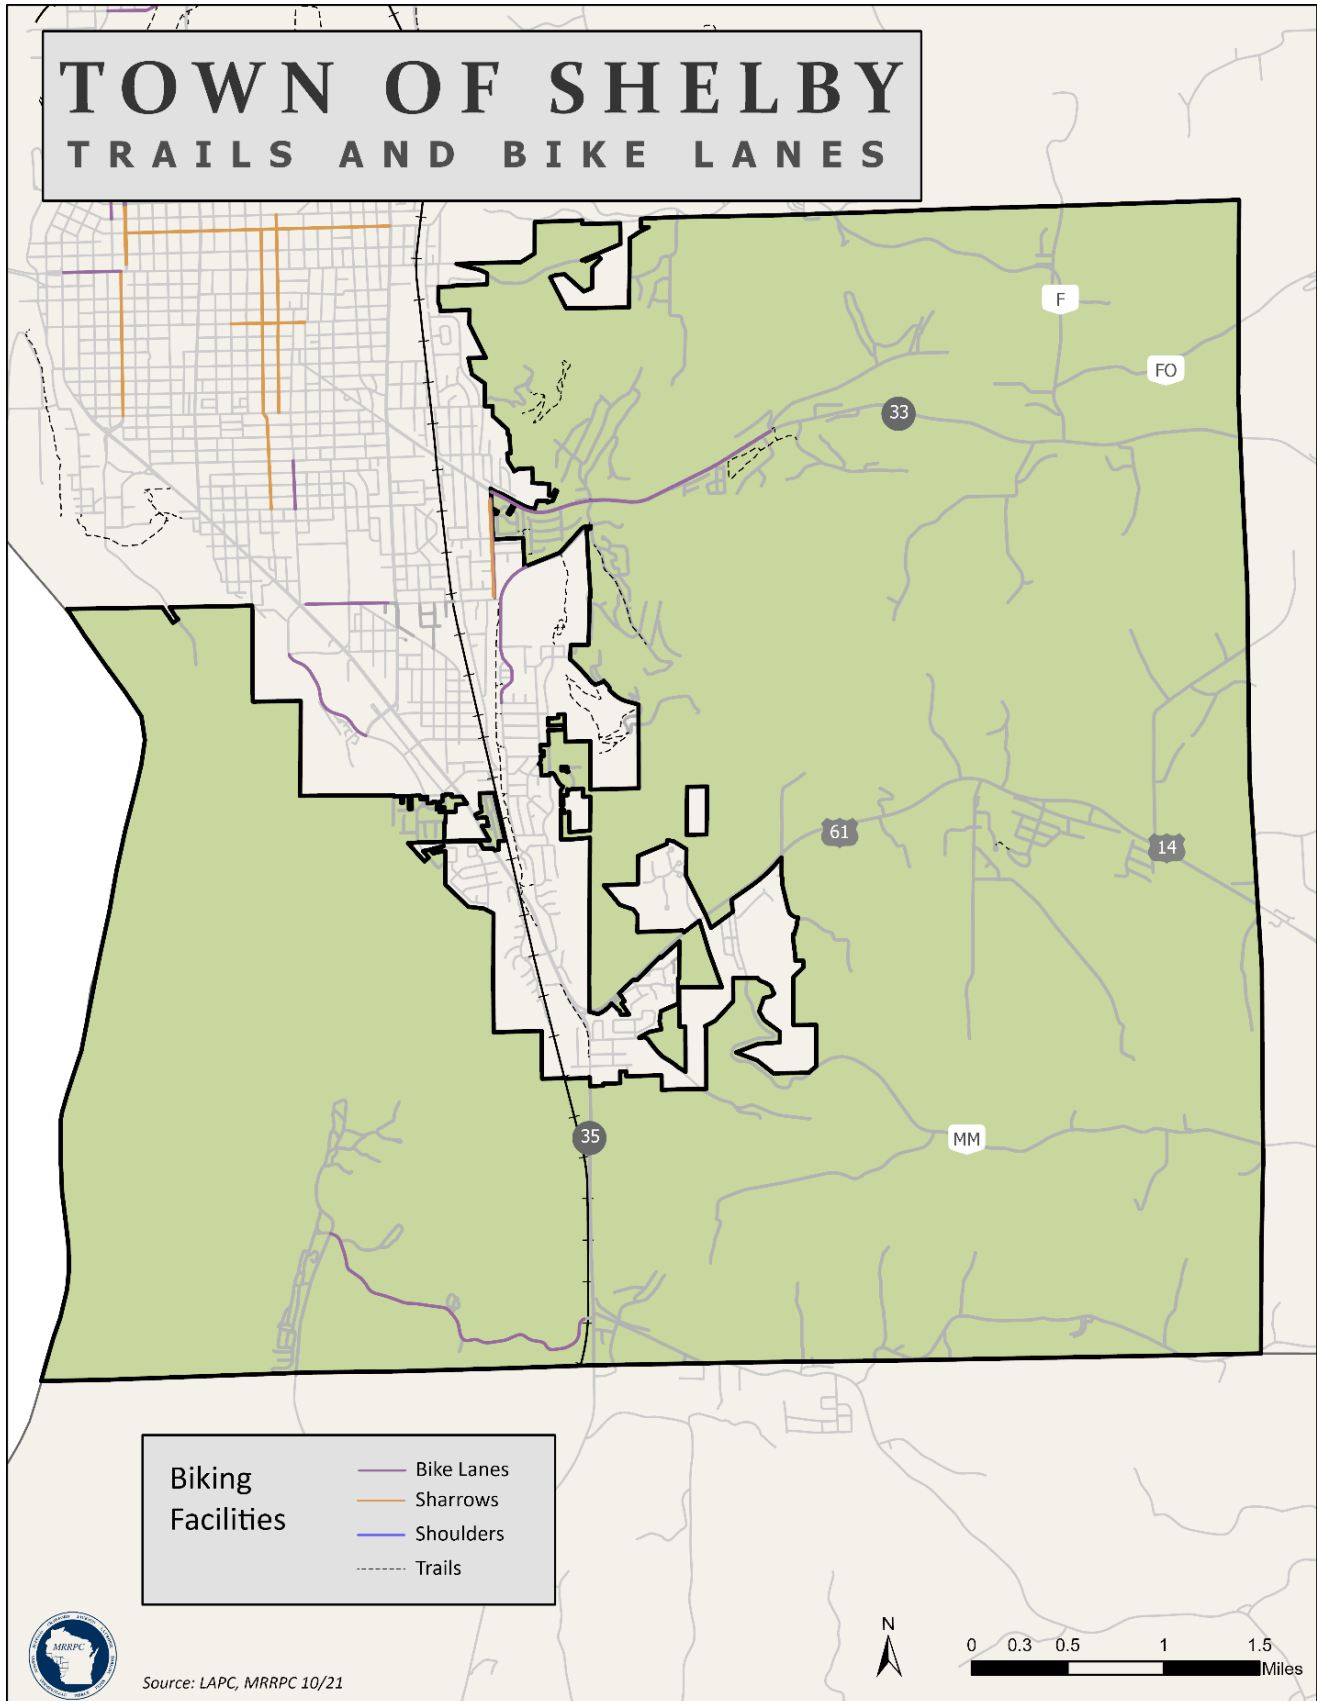 TOWN OF SHELBY
TRAILS AND BIKE LANES
F
FO
33
61
14
35
MM
Biking
Facilities
Bike Lanes
Sharrows
Shoulders
Trails
MRRPC
Source: LAPC, MRRPC 10/21
N
0 0.3 0.5 1 1.5
Miles